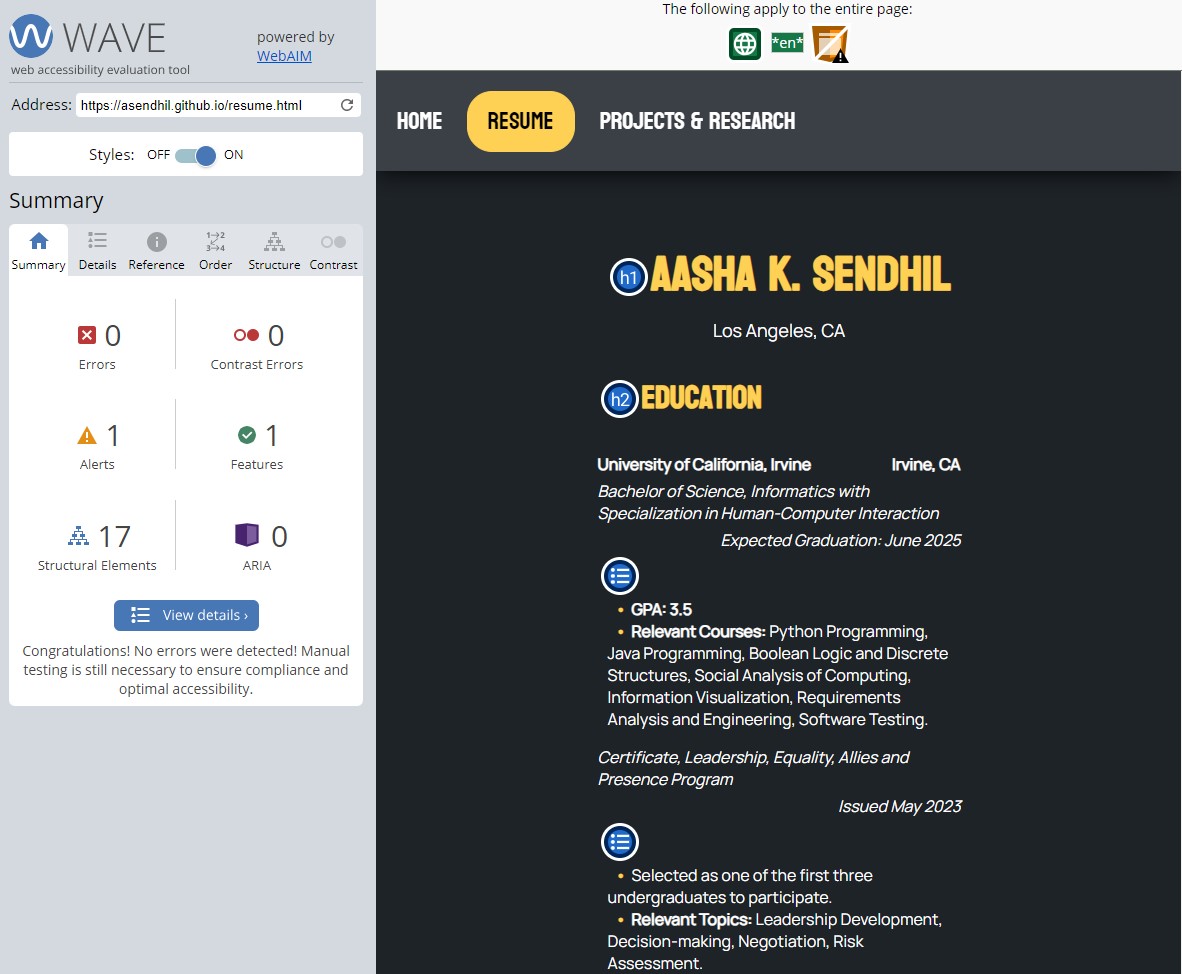 WAVE
web accessibility evaluation tool
powered by
WebAIM
Address: https://asendhil.github.io/resume.html
Styles: OFF ON
Summary
1 2
3 4
Summary Details Reference Order Structure Contrast
0 0
Errors Contrast Errors
1 1
Alerts Features
17 0
Structural Elements ARIA
View details ›
Congratulations! No errors were detected! Manual
testing is still necessary to ensure compliance and
optimal accessibility.
The following apply to the entire page:
*en*
HOME RESUME PROJECTS & RESEARCH
h1 AASHA K. SENDHIL
Los Angeles, CA
h2 EDUCATION
University of California, Irvine Irvine, CA
Bachelor of Science, Informatics with
Specialization in Human-Computer Interaction
Expected Graduation: June 2025
• GPA: 3.5
• Relevant Courses: Python Programming,
Java Programming, Boolean Logic and Discrete
Structures, Social Analysis of Computing,
Information Visualization, Requirements
Analysis and Engineering, Software Testing.
Certificate, Leadership, Equality, Allies and
Presence Program
Issued May 2023
• Selected as one of the first three
undergraduates to participate.
• Relevant Topics: Leadership Development,
Decision-making, Negotiation, Risk
Assessment.